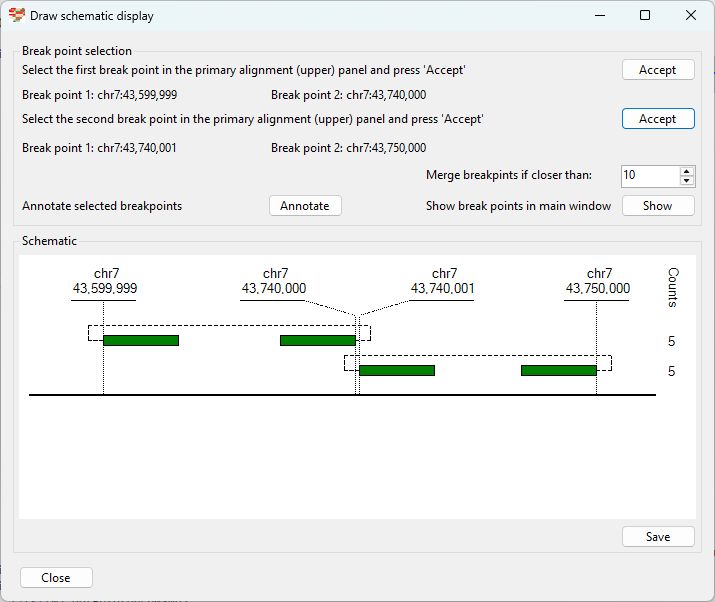 Draw schematic display
Break point selection
Select the first break point in the primary alignment (upper) panel and press 'Accept'
Accept
Break point 1: chr7:43,599,999 Break point 2: chr7:43,740,000
Select the second break point in the primary alignment (upper) panel and press 'Accept'
Accept
Break point 1: chr7:43,740,001 Break point 2: chr7:43,750,000
Merge breakpints if closer than: 10
Annotate selected breakpoints Annotate Show break points in main window Show
Schematic
chr7 chr7 chr7 chr7
43,599,999 43,740,000 43,740,001 43,750,000
Counts
5
5
Save
Close